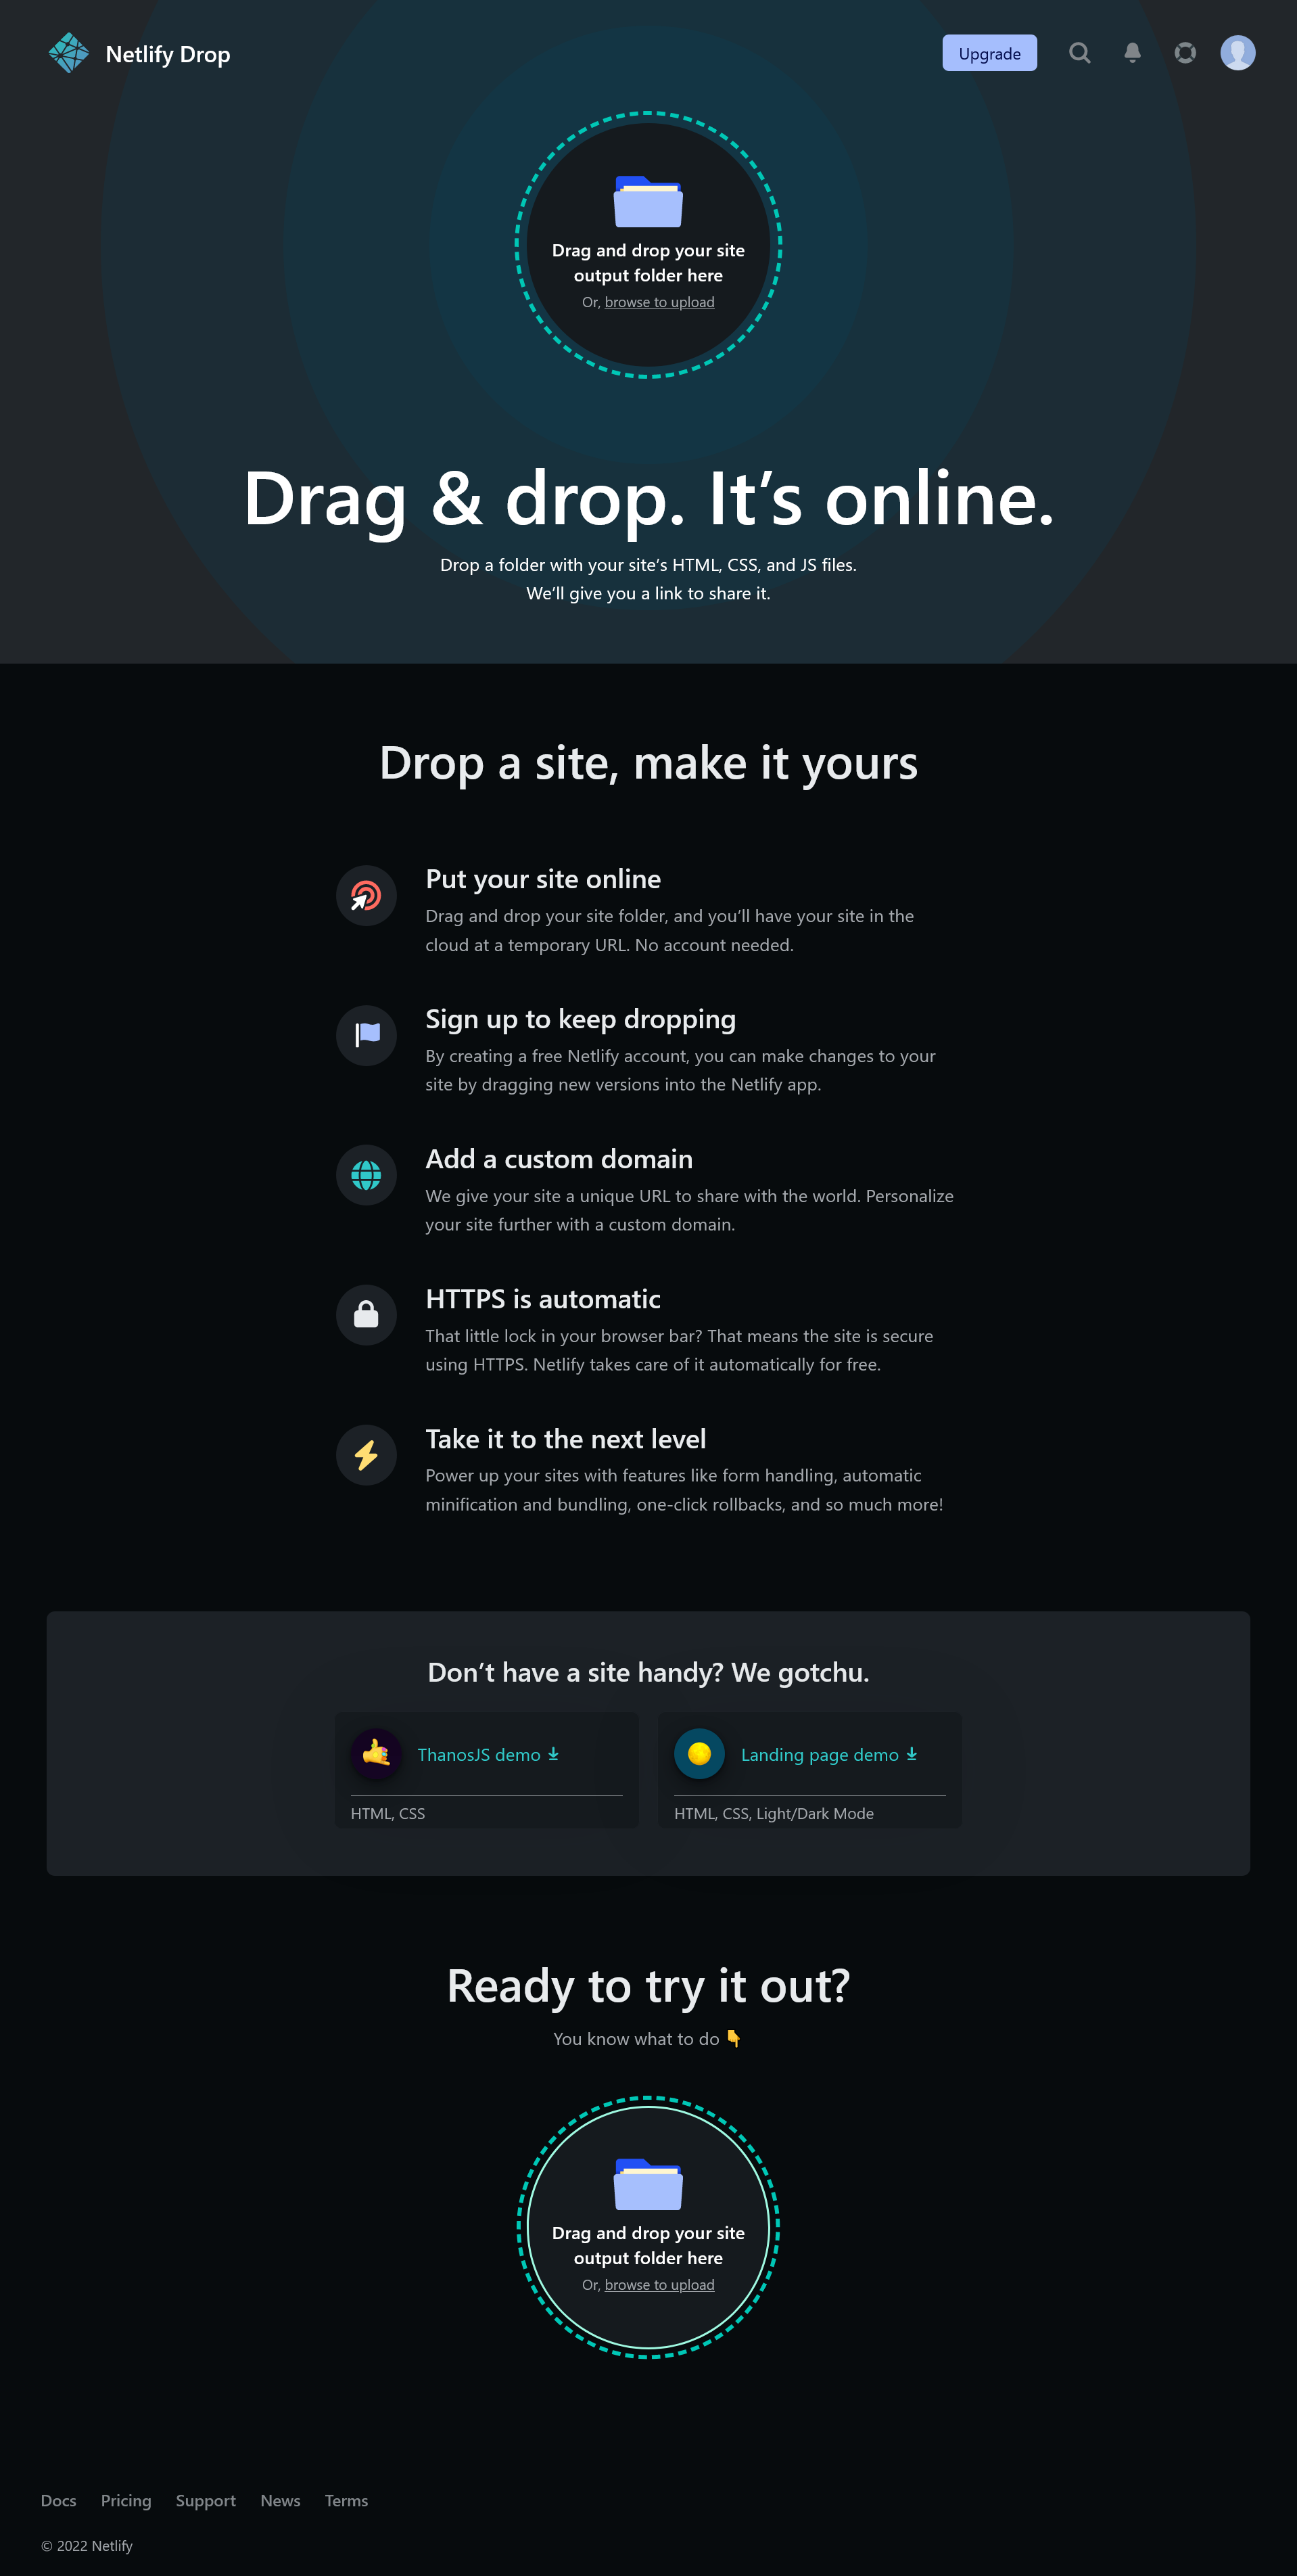 Netlify Drop
Upgrade
Drag and drop your site
output folder here
Or, browse to upload
Drag & drop. It’s online.
Drop a folder with your site’s HTML, CSS, and JS files.
We’ll give you a link to share it.
Drop a site, make it yours
Put your site online
Drag and drop your site folder, and you’ll have your site in the
cloud at a temporary URL. No account needed.
Sign up to keep dropping
By creating a free Netlify account, you can make changes to your
site by dragging new versions into the Netlify app.
Add a custom domain
We give your site a unique URL to share with the world. Personalize
your site further with a custom domain.
HTTPS is automatic
That little lock in your browser bar? That means the site is secure
using HTTPS. Netlify takes care of it automatically for free.
Take it to the next level
Power up your sites with features like form handling, automatic
minification and bundling, one-click rollbacks, and so much more!
Don’t have a site handy? We gotchu.
ThanosJS demo
HTML, CSS
Landing page demo
HTML, CSS, Light/Dark Mode
Ready to try it out?
You know what to do 👇
Drag and drop your site
output folder here
Or, browse to upload
Docs Pricing Support News Terms
© 2022 Netlify